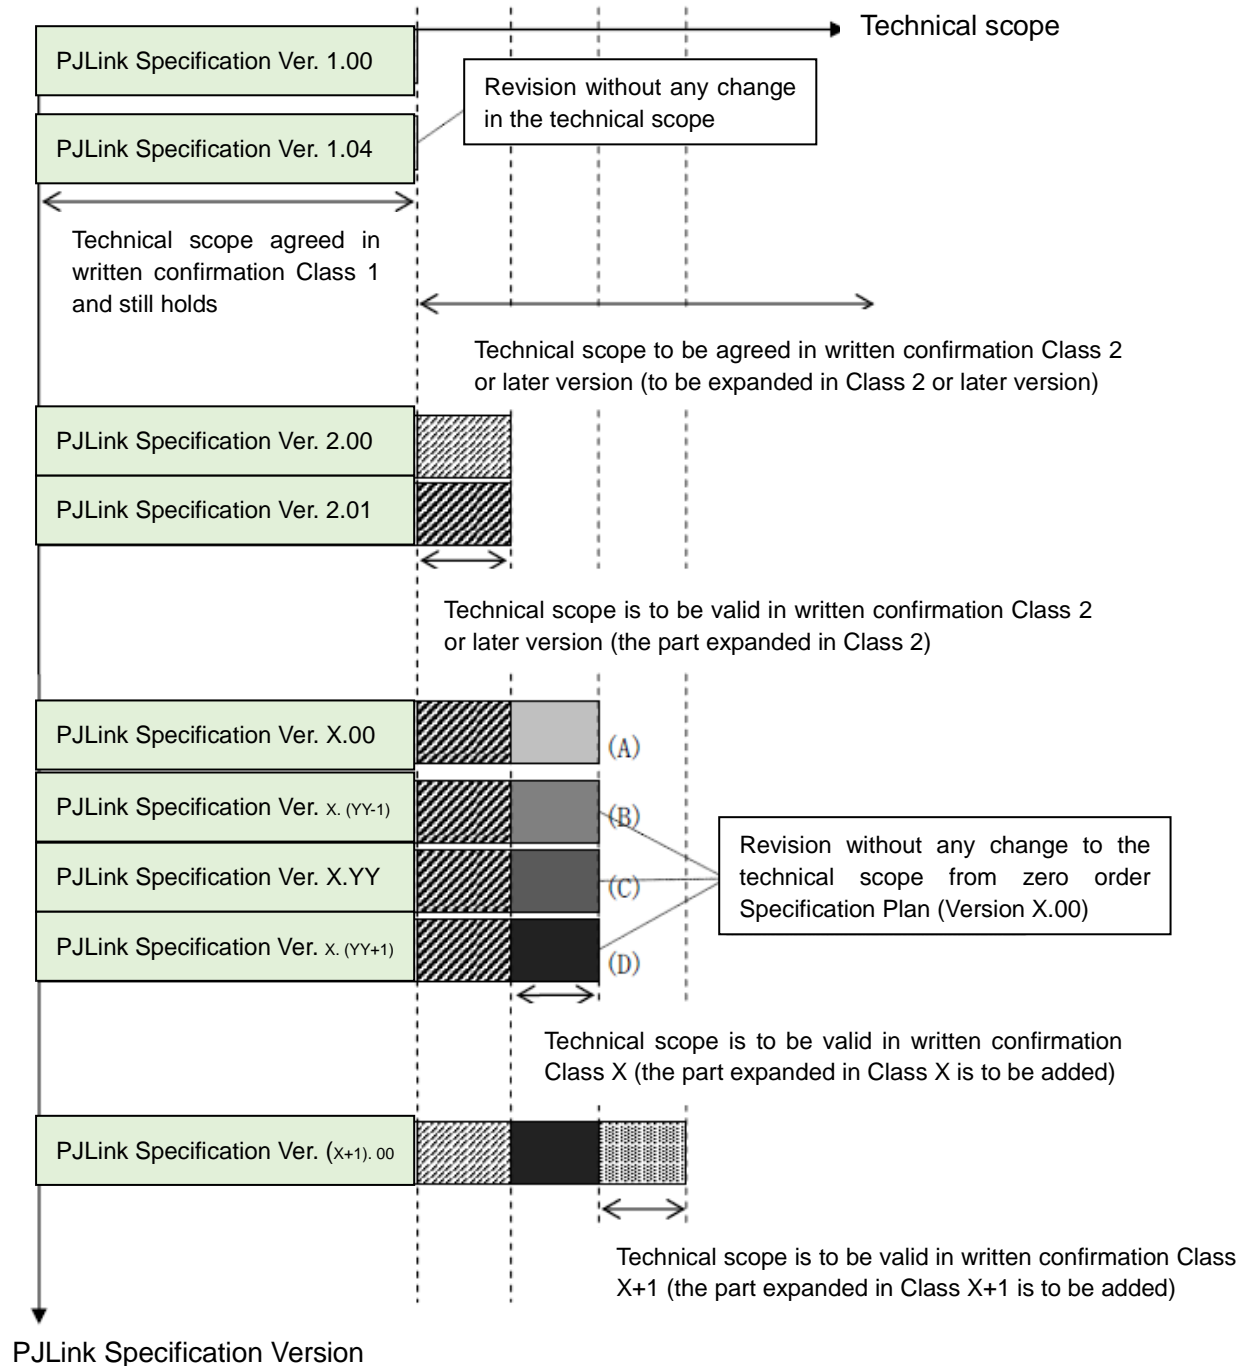 Technical scope
PJLink Specification Ver. 1.00
Revision without any change
in the technical scope
PJLink Specification Ver. 1.04
Technical scope agreed in
written confirmation Class 1
and still holds
Technical scope to be agreed in written confirmation Class 2
or later version (to be expanded in Class 2 or later version)
PJLink Specification Ver. 2.00
PJLink Specification Ver. 2.01
Technical scope is to be valid in written confirmation Class 2
or later version (the part expanded in Class 2)
PJLink Specification Ver. X.00
(A)
PJLink Specification Ver. X. (YY-1)
(B)
Revision without any change to the
technical scope from zero order
Specification Plan (Version X.00)
PJLink Specification Ver. X.YY
(C)
PJLink Specification Ver. X. (YY+1)
(D)
Technical scope is to be valid in written confirmation
Class X (the part expanded in Class X is to be added)
PJLink Specification Ver. (X+1). 00
Technical scope is to be valid in written confirmation Class
X+1 (the part expanded in Class X+1 is to be added)
PJLink Specification Version